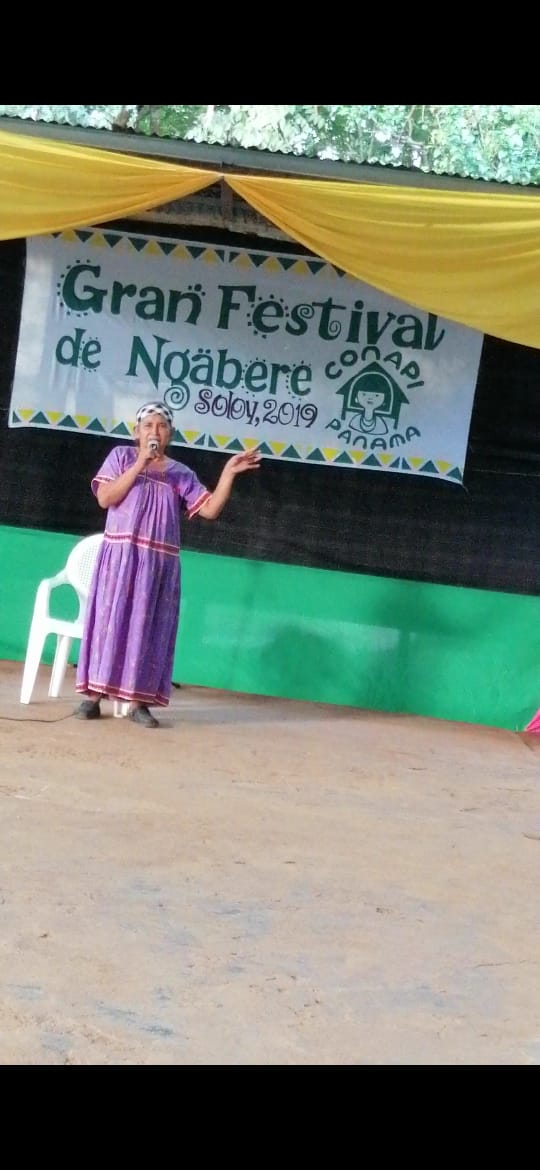 Gran Festival
de Ngäbere
Soloy, 2019
CONAPI
PANAMA